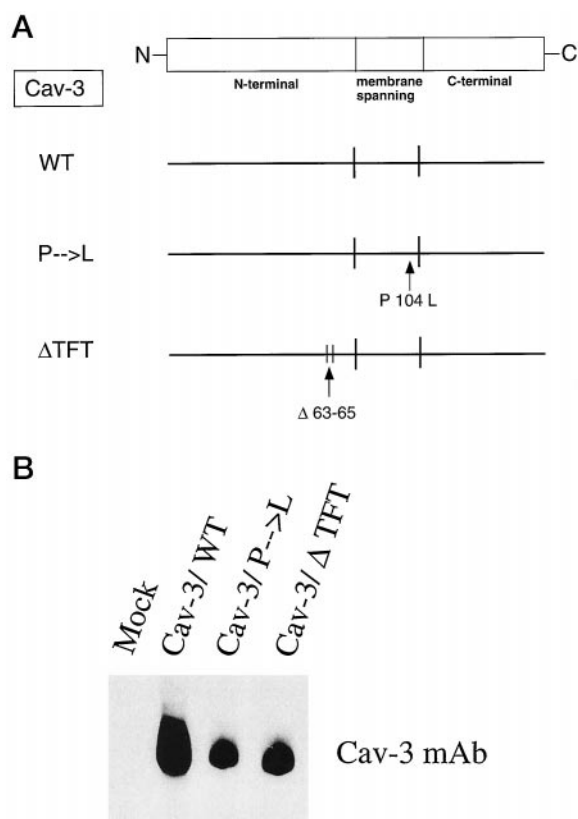 A
N
C
Cav-3
N-terminal
membrane
spanning
C-terminal
WT
P-->L
P 104 L
ΔTFT
Δ 63-65
B
Mock
Cav-3/ WT
Cav-3/ P-->L
Cav-3/ Δ TFT
Cav-3 mAb